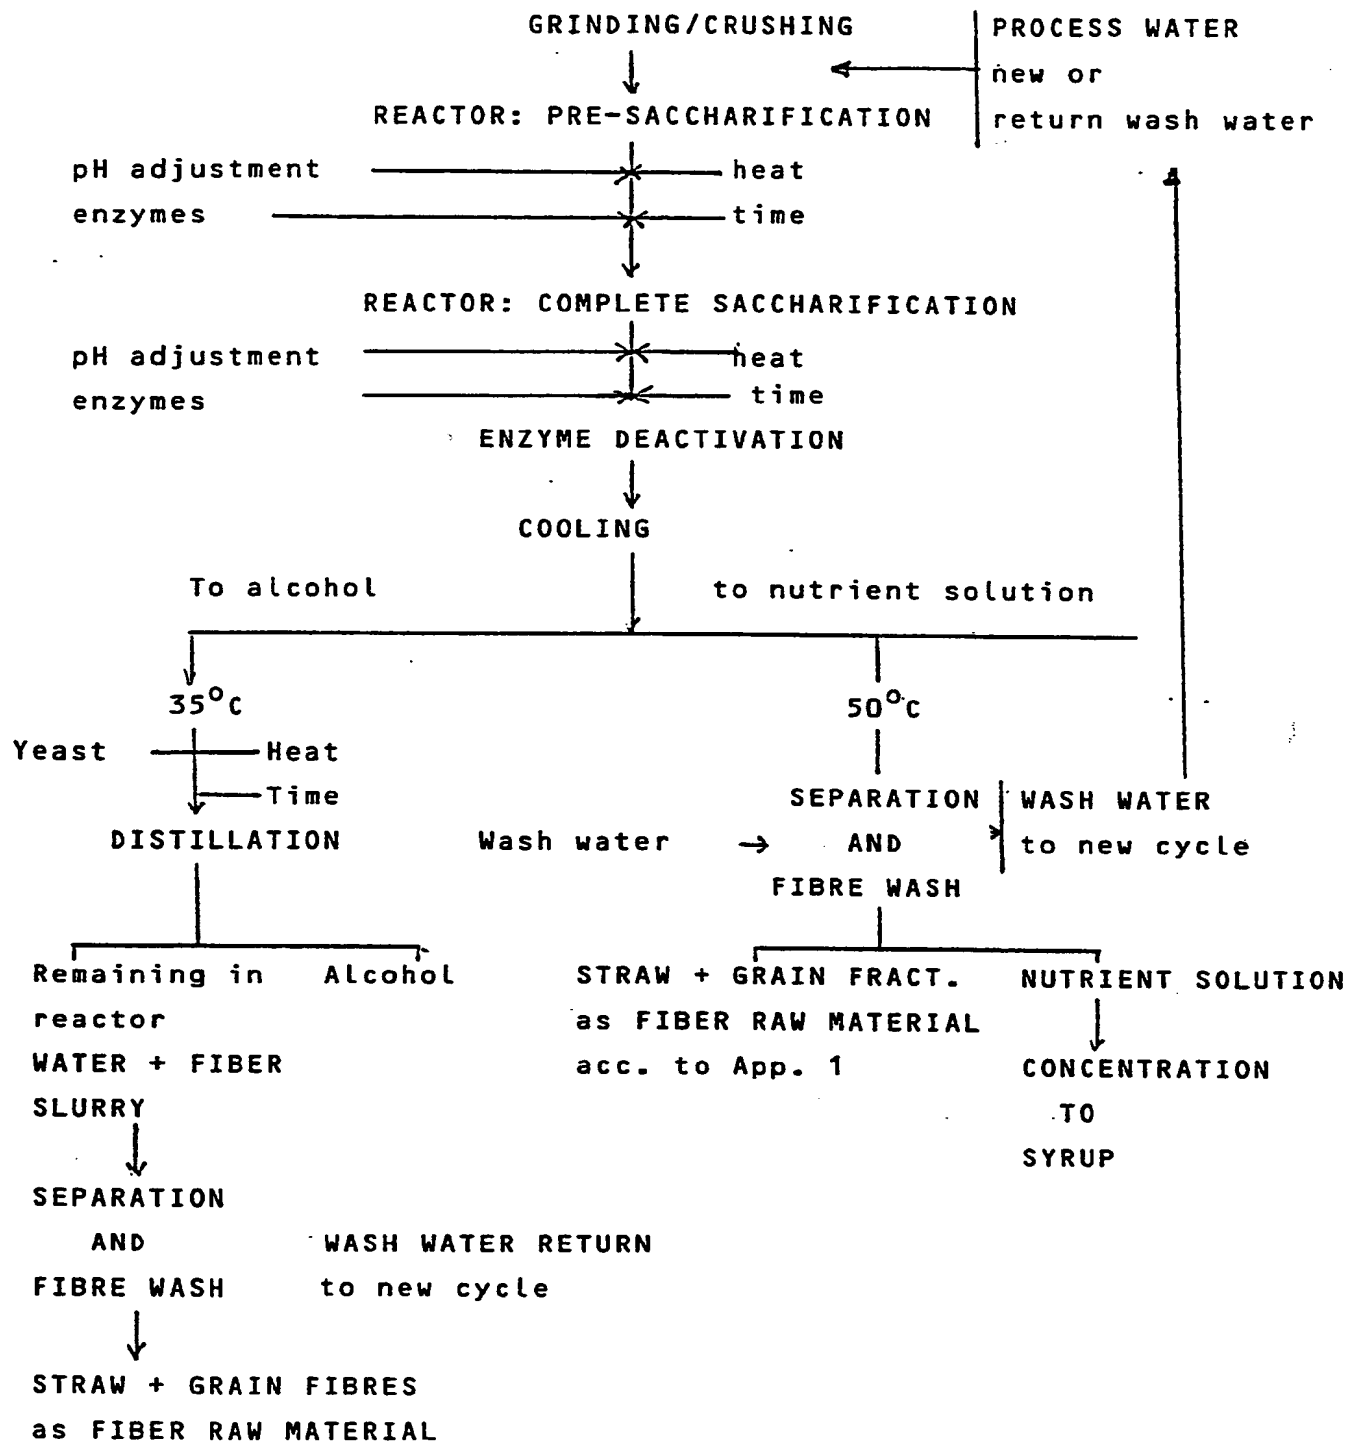 GRINDING/CRUSHING
PROCESS WATER
new or
return wash water
REACTOR: PRE-SACCHARIFICATION
pH adjustment
heat
enzymes
time
REACTOR: COMPLETE SACCHARIFICATION
pH adjustment
heat
enzymes
time
ENZYME DEACTIVATION
COOLING
To alcohol
to nutrient solution
35°C
50°C
Yeast
Heat
Time
DISTILLATION
Wash water →
SEPARATION
AND
FIBRE WASH
WASH WATER
to new cycle
Remaining in
reactor
WATER + FIBER
SLURRY
Alcohol
STRAW + GRAIN FRACT.
as FIBER RAW MATERIAL
acc. to App. 1
NUTRIENT SOLUTION
CONCENTRATION
TO
SYRUP
SEPARATION
AND
FIBRE WASH
WASH WATER RETURN
to new cycle
STRAW + GRAIN FIBRES
as FIBER RAW MATERIAL